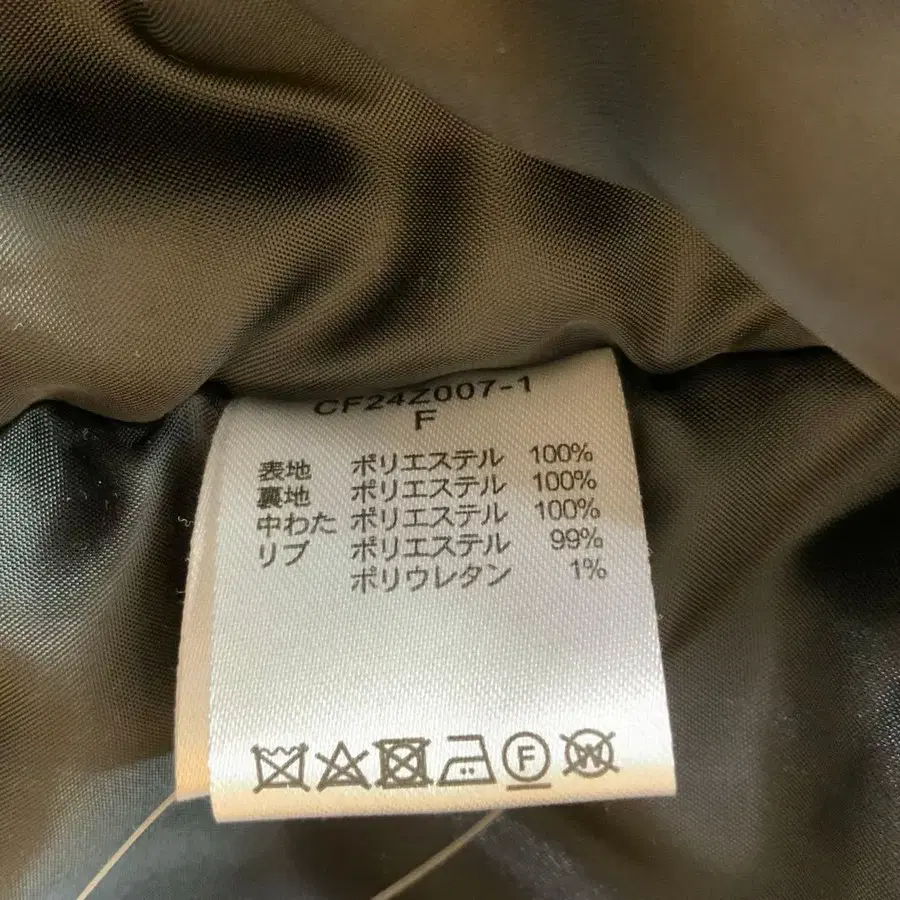 CF24Z007-1
F
表地 ポリエステル 100%
裏地 ポリエステル 100%
中わた ポリエステル 100%
リブ ポリエステル 99%
ポリウレタン 1%
F W